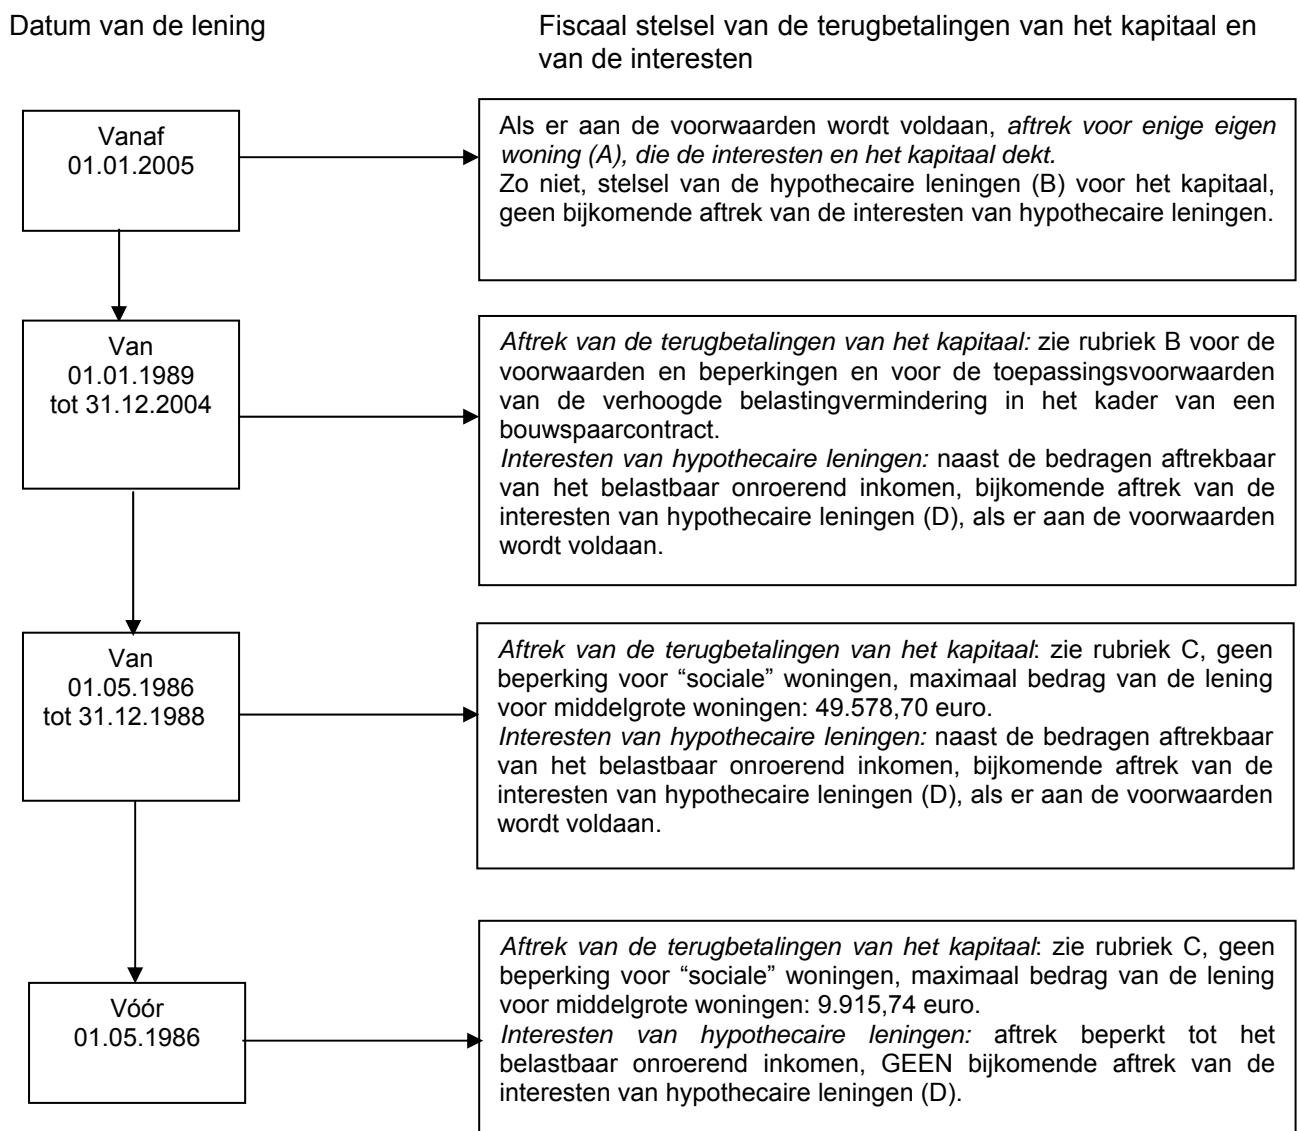 Datum van de lening
Fiscaal stelsel van de terugbetalingen van het kapitaal en
van de interesten
Vanaf
01.01.2005
Als er aan de voorwaarden wordt voldaan, aftrek voor enige eigen
woning (A), die de interesten en het kapitaal dekt.
Zo niet, stelsel van de hypothecaire leningen (B) voor het kapitaal,
geen bijkomende aftrek van de interesten van hypothecaire leningen.
Van
01.01.1989
tot 31.12.2004
Aftrek van de terugbetalingen van het kapitaal: zie rubriek B voor de
voorwaarden en beperkingen en voor de toepassingsvoorwaarden
van de verhoogde belastingvermindering in het kader van een
bouwspaarcontract.
Interesten van hypothecaire leningen: naast de bedragen aftrekbaar
van het belastbaar onroerend inkomen, bijkomende aftrek van de
interesten van hypothecaire leningen (D), als er aan de voorwaarden
wordt voldaan.
Van
01.05.1986
tot 31.12.1988
Aftrek van de terugbetalingen van het kapitaal: zie rubriek C, geen
beperking voor “sociale” woningen, maximaal bedrag van de lening
voor middelgrote woningen: 49.578,70 euro.
Interesten van hypothecaire leningen: naast de bedragen aftrekbaar
van het belastbaar onroerend inkomen, bijkomende aftrek van de
interesten van hypothecaire leningen (D), als er aan de voorwaarden
wordt voldaan.
Vóór
01.05.1986
Aftrek van de terugbetalingen van het kapitaal: zie rubriek C, geen
beperking voor “sociale” woningen, maximaal bedrag van de lening
voor middelgrote woningen: 9.915,74 euro.
Interesten van hypothecaire leningen: aftrek beperkt tot het
belastbaar onroerend inkomen, GEEN bijkomende aftrek van de
interesten van hypothecaire leningen (D).